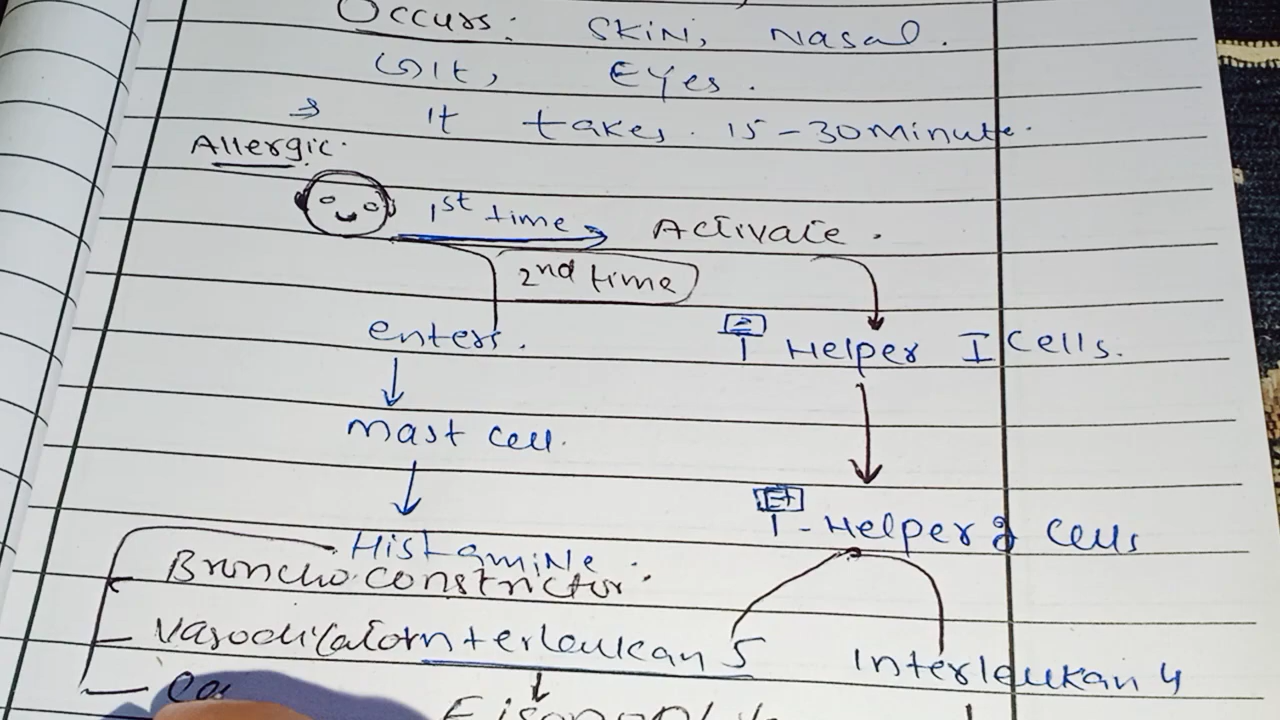 Occurs: Skin, Nasal.
GIt, Eyes.
⇒ It takes. 15-30 minute.
Allergic.
1st time → Activate.
2nd time
enters.
T Helper I Cells.
↓
Mast cell.
↓
T-Helper 2 Cells
Histamine.
Broncho.constrictor.
Vasodilator
Interleukan 5
Interleukan 4